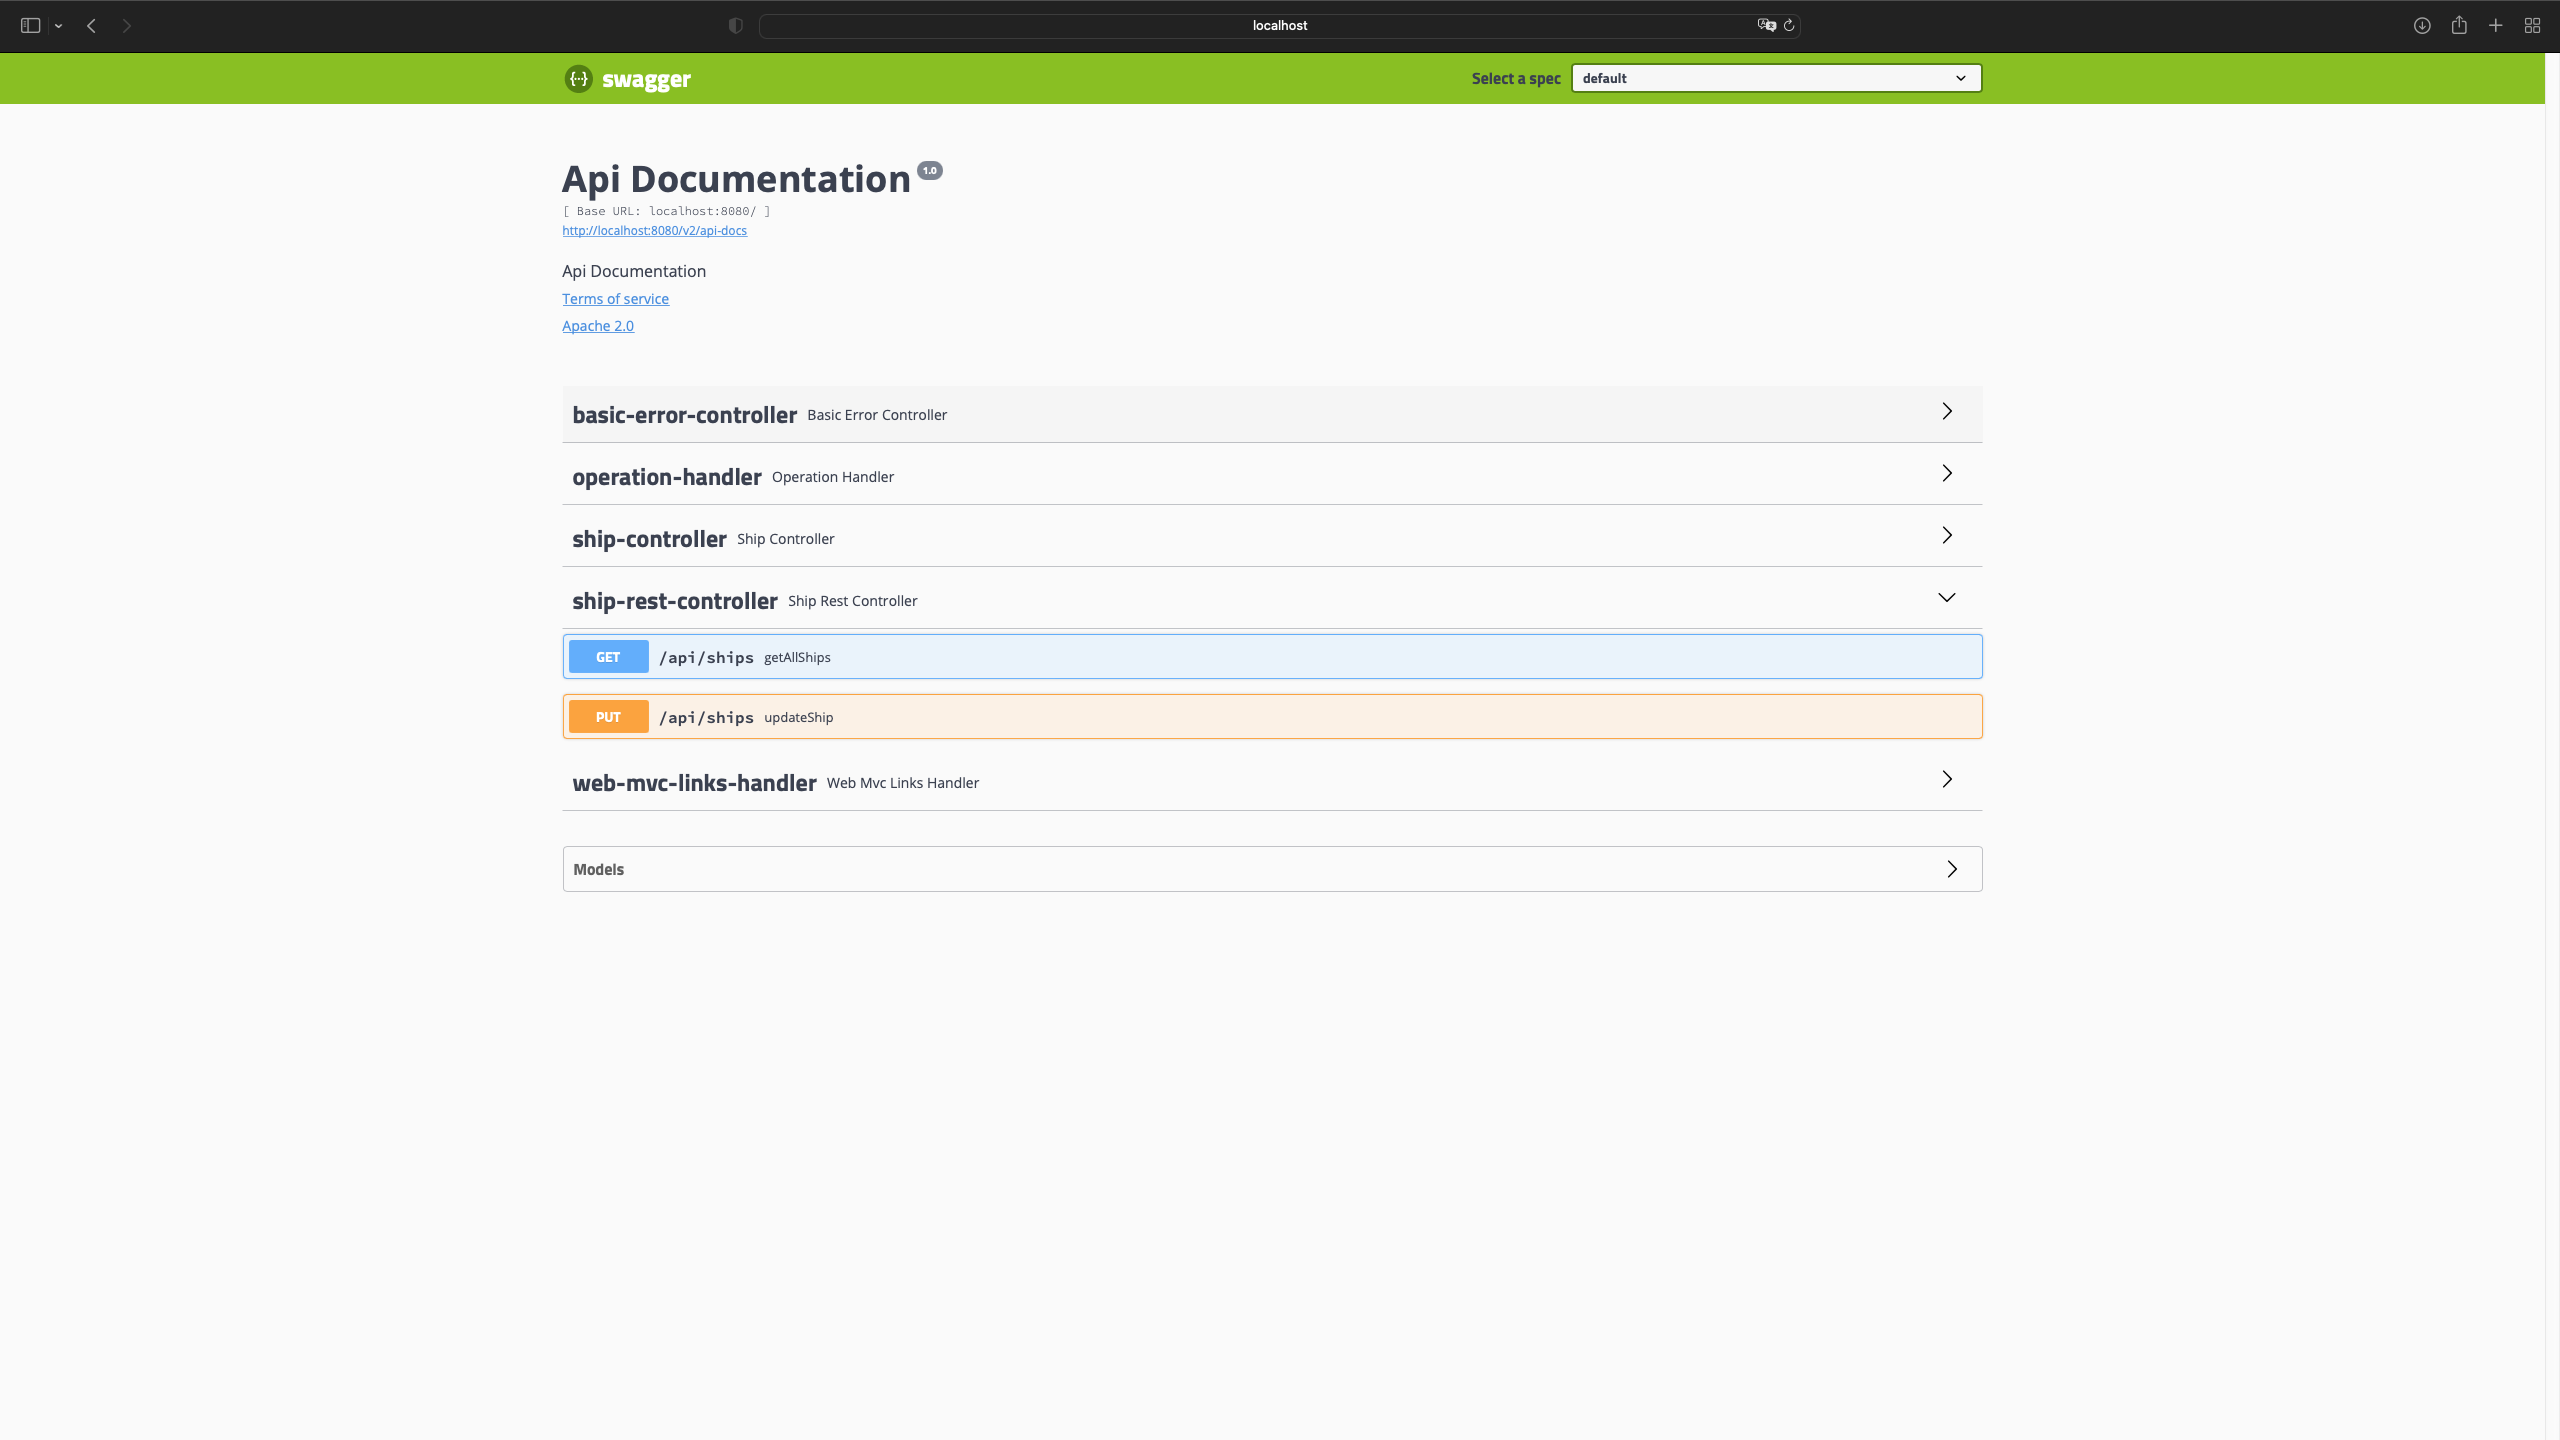 localhost
swagger
Select a spec
default
Api Documentation 1.0
[ Base URL: localhost:8080/ ]
http://localhost:8080/v2/api-docs
Api Documentation
Terms of service
Apache 2.0
basic-error-controller Basic Error Controller
operation-handler Operation Handler
ship-controller Ship Controller
ship-rest-controller Ship Rest Controller
GET /api/ships getAllShips
PUT /api/ships updateShip
web-mvc-links-handler Web Mvc Links Handler
Models